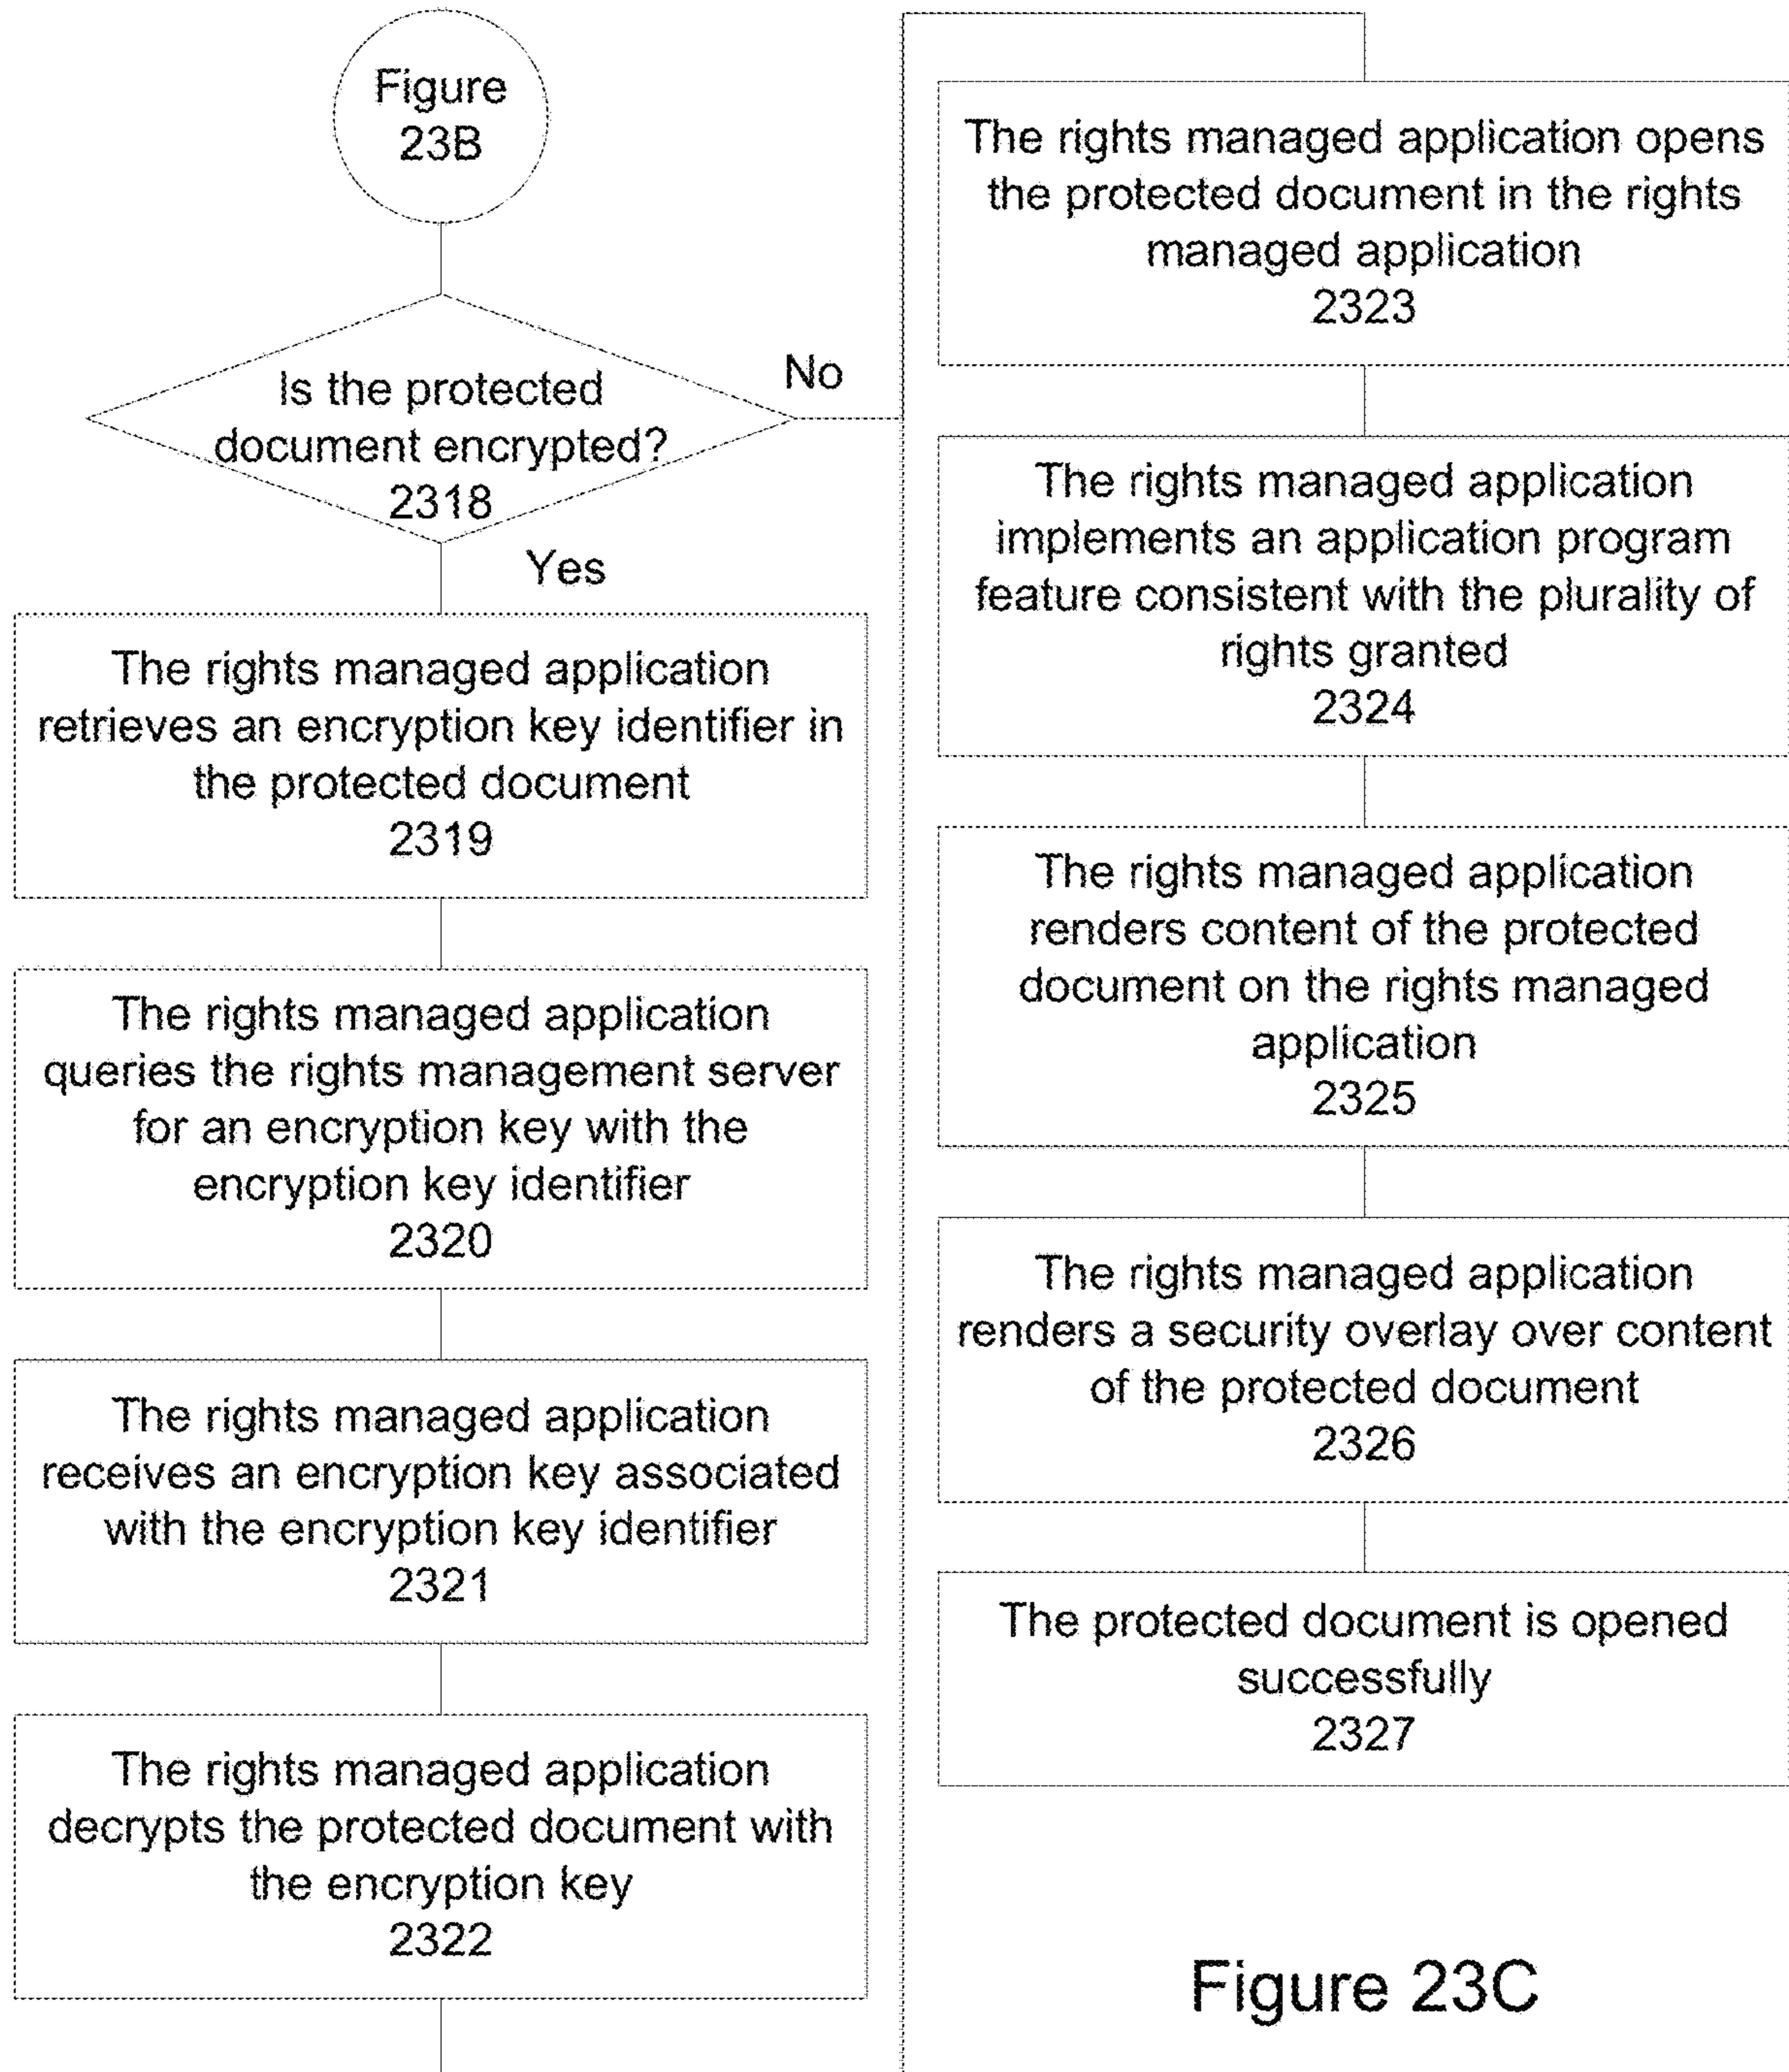 Figure
23B
Is the protected
document encrypted?
2318
No
Yes
The rights managed application
retrieves an encryption key identifier in
the protected document
2319
The rights managed application
queries the rights management server
for an encryption key with the
encryption key identifier
2320
The rights managed application
receives an encryption key associated
with the encryption key identifier
2321
The rights managed application
decrypts the protected document with
the encryption key
2322
The rights managed application opens
the protected document in the rights
managed application
2323
The rights managed application
implements an application program
feature consistent with the plurality of
rights granted
2324
The rights managed application
renders content of the protected
document on the rights managed
application
2325
The rights managed application
renders a security overlay over content
of the protected document
2326
The protected document is opened
successfully
2327
Figure 23C